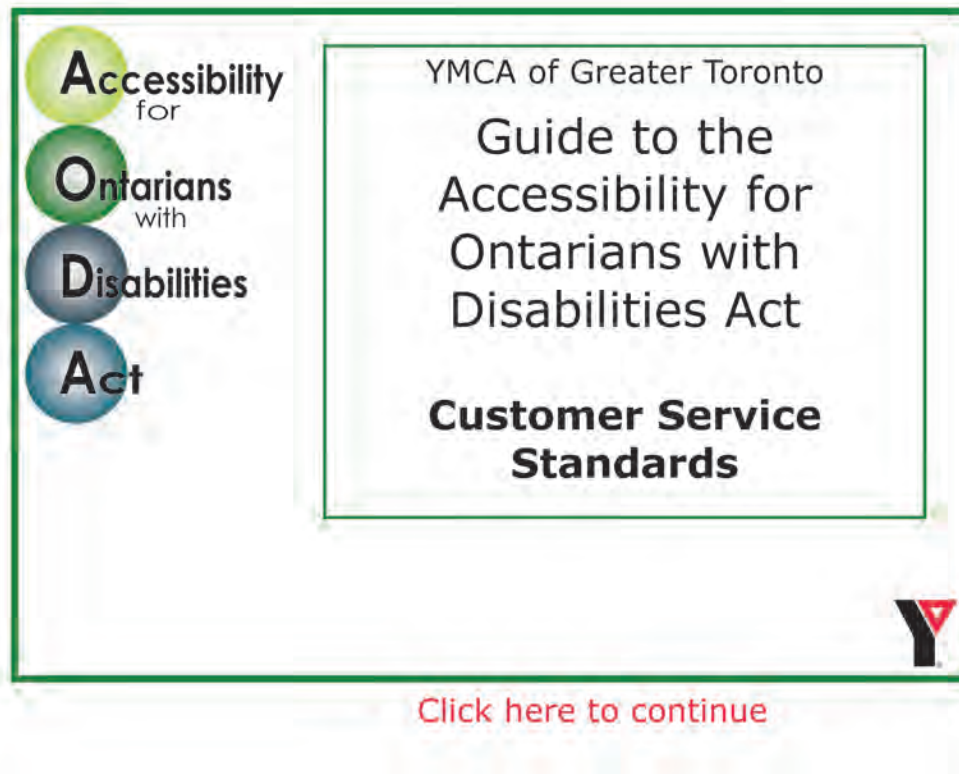 Accessibility
for
Ontarians
with
Disabilities
Act
YMCA of Greater Toronto
Guide to the
Accessibility for
Ontarians with
Disabilities Act
Customer Service
Standards
Y
Click here to continue